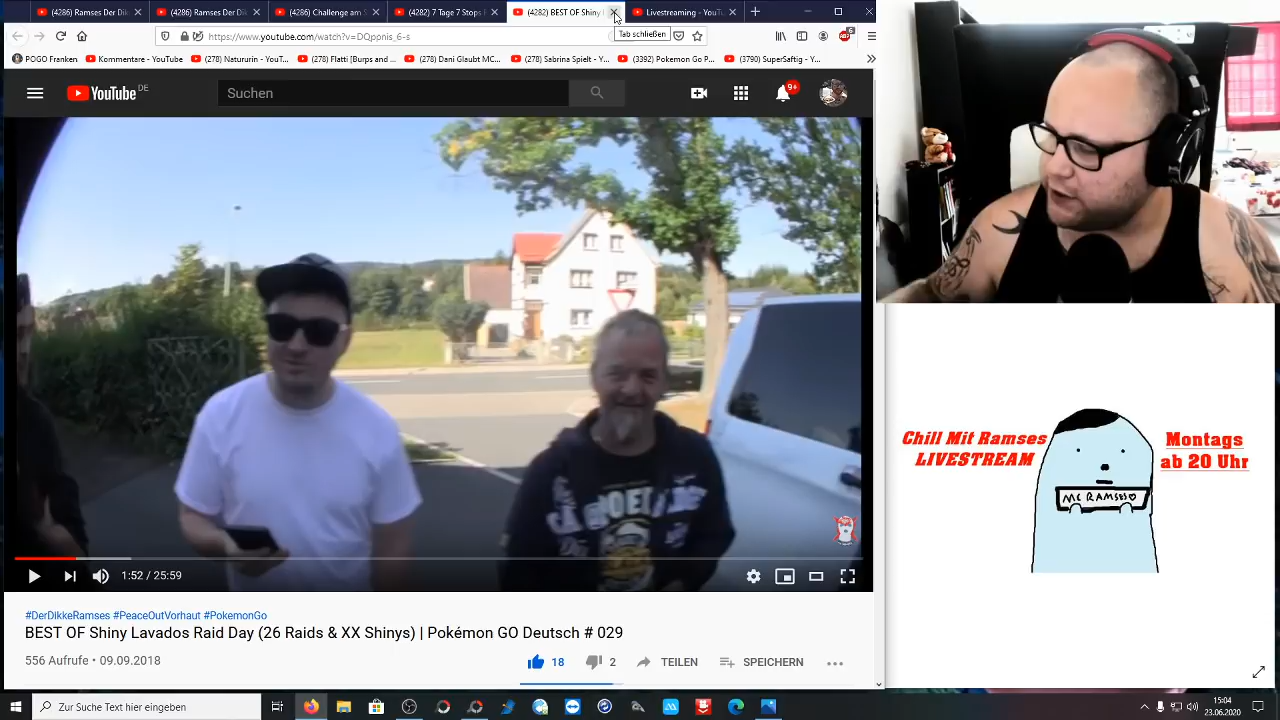 (4286) Ramses Der Dik
(4286) Ramses Der Dik
(4286) Challenge am
(4282) 7 Tage 7 Stops
(4282) BEST OF Shiny
Livestreaming - YouTu
Tab schließen
https://www.youtube.com/watch?v=DQppnis_6-s
POGO Franken
Kommentare - YouTube
(278) Natururin - YouT...
(278) Flatti [Bumps and ...
(278) Dani Glaubt MC...
(278) Sabrina Spielt - Y...
(3392) Pokemon Go P...
(3790) SuperSaftig - Y...
YouTube DE
Suchen
9+
1:52 / 25:59
#DerDikkeRamses #PeaceOutVorhaut #PokemonGo
BEST OF Shiny Lavados Raid Day (26 Raids & XX Shinys) | Pokémon GO Deutsch # 029
556 Aufrufe • 09.09.2018
18
2
TEILEN
SPEICHERN
Chill Mit Ramses
LIVESTREAM
Montags
ab 20 Uhr
MC RAMSES
Zur Suche Text hier eingeben
15:04
23.06.2020